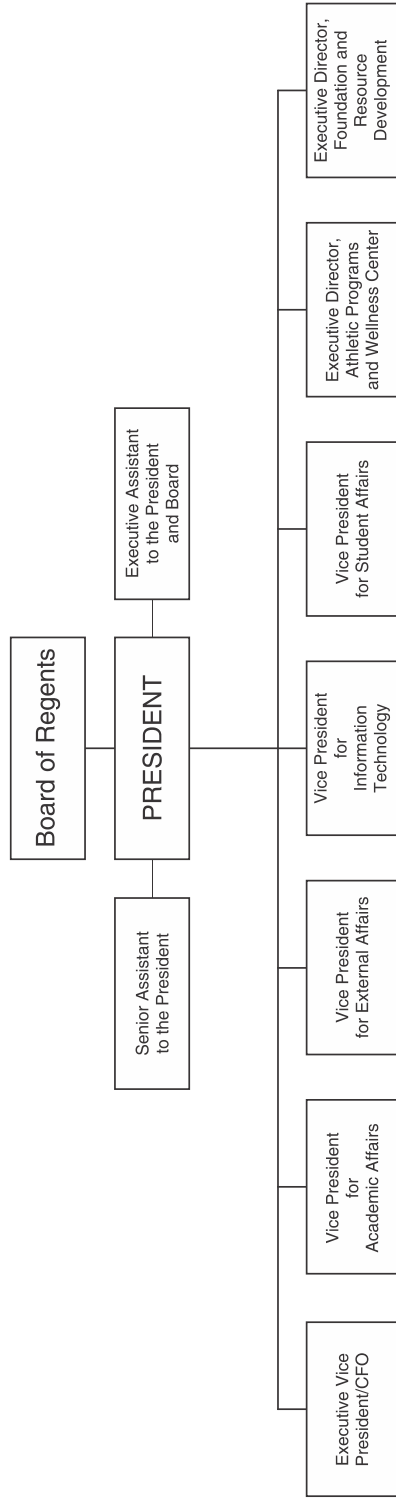 Board of Regents
Senior Assistant
to the President
PRESIDENT
Executive Assistant
to the President
and Board
Executive Vice
President/CFO
Vice President
for
Academic Affairs
Vice President
for External Affairs
Vice President
for
Information
Technology
Vice President
for Student Affairs
Executive Director,
Athletic Programs
and Wellness Center
Executive Director,
Foundation and
Resource
Development